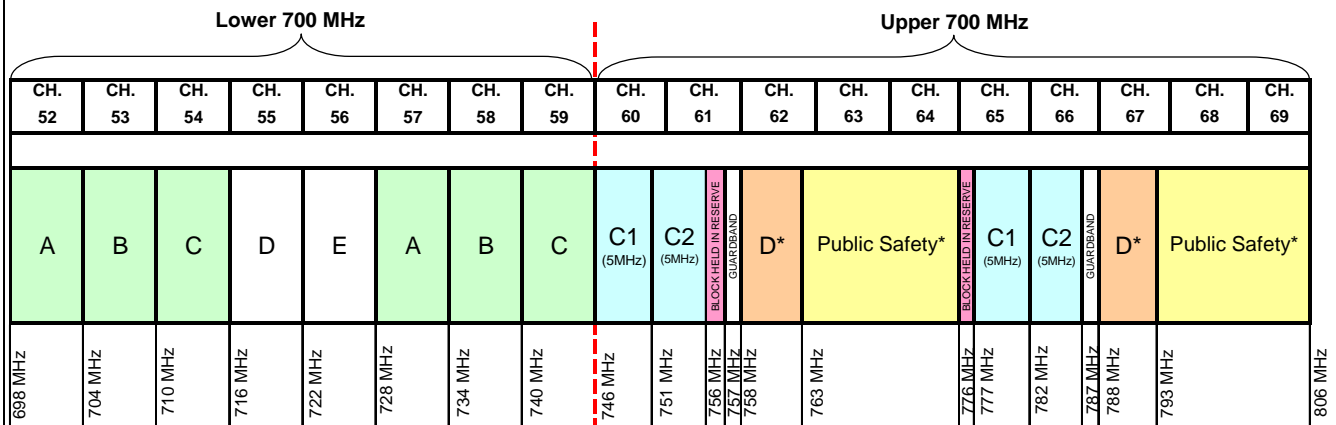 Lower 700 MHz Upper 700 MHz
CH. CH. CH. CH. CH. CH. CH. CH. CH. CH. CH. CH. CH. CH. CH. CH. CH. CH.
52 53 54 55 56 57 58 59 60 61 62 63 64 65 66 67 68 69
A B C D E A B C C1 (5MHz) C2 (5MHz) BLOCK HELD IN RESERVE GUARDBAND D* Public Safety* BLOCK HELD IN RESERVE C1 (5MHz) C2 (5MHz) GUARDBAND D* Public Safety*
698 MHz 704 MHz 710 MHz 716 MHz 722 MHz 728 MHz 734 MHz 740 MHz 746 MHz 751 MHz 756 MHz 757 MHz 758 MHz 763 MHz 776 MHz 777 MHz 782 MHz 787 MHz 788 MHz 793 MHz 806 MHz